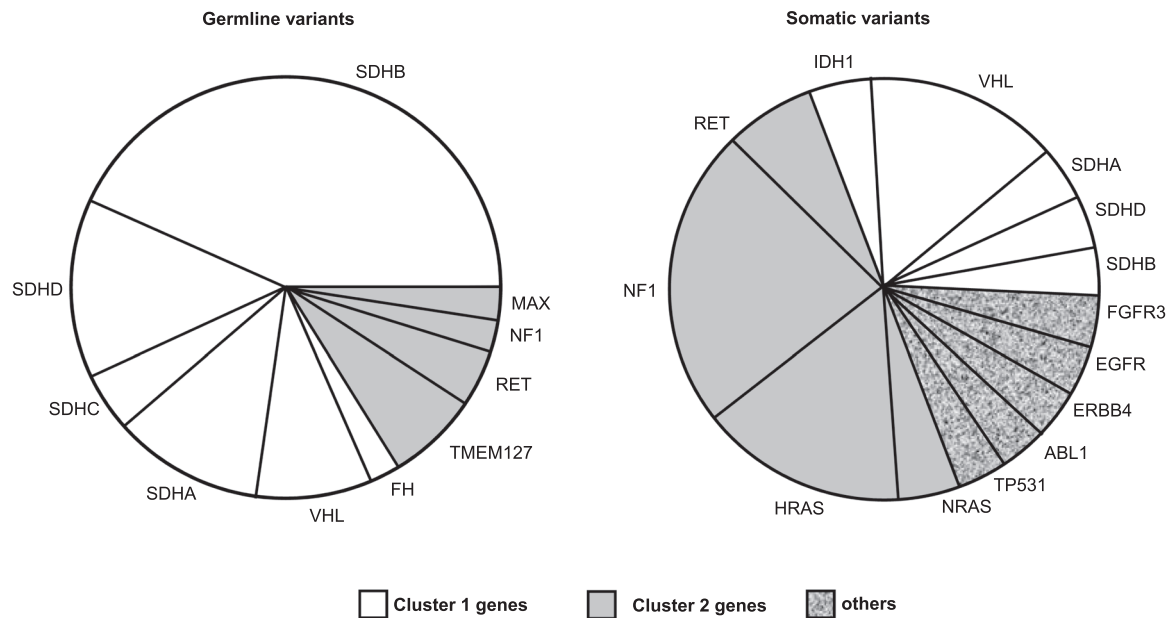 Germline variants
SDHB
SDHD
SDHC
SDHA
VHL
FH
TMEM127
RET
NF1
MAX
Somatic variants
IDH1
VHL
RET
SDHA
SDHD
SDHB
NF1
FGFR3
EGFR
ERBB4
ABL1
TP531
NRAS
HRAS
Cluster 1 genes
Cluster 2 genes
others